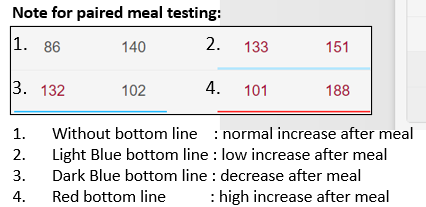 Note for paired meal testing:
1. 86 140 2. 133 151
3. 132 102 4. 101 188
1. Without bottom line : normal increase after meal
2. Light Blue bottom line : low increase after meal
3. Dark Blue bottom line : decrease after meal
4. Red bottom line : high increase after meal